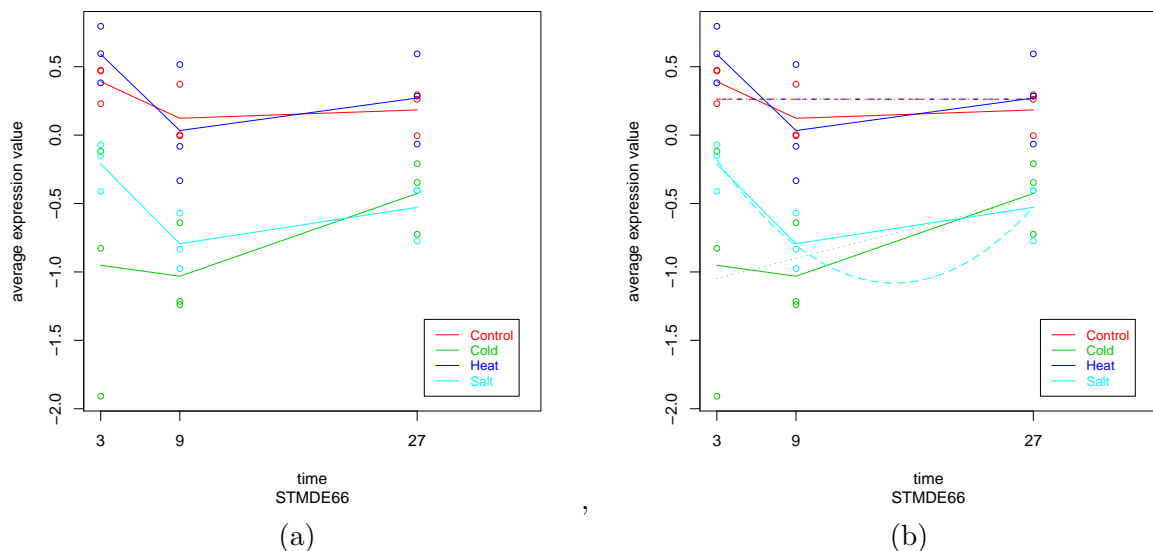 average expression value
0.5
0.0
−0.5
−1.0
−1.5
−2.0
Control
Cold
Heat
Salt
3
9
27
time
STMDE66
(a)
,
average expression value
0.5
0.0
−0.5
−1.0
−1.5
−2.0
Control
Cold
Heat
Salt
3
9
27
time
STMDE66
(b)